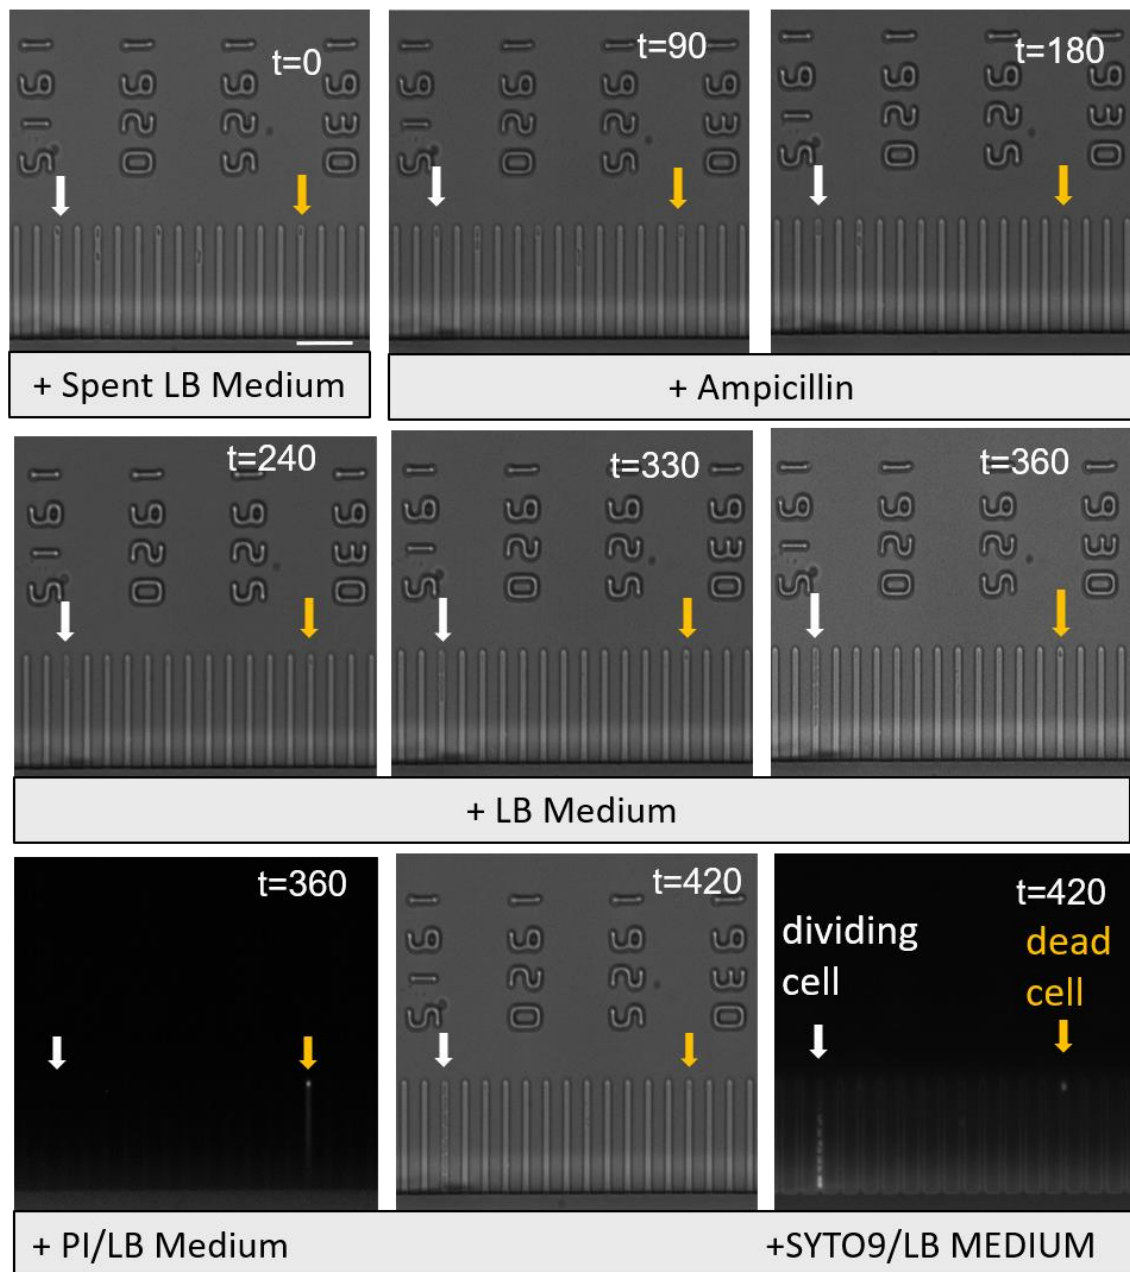 t=0
t=90
t=180
+ Spent LB Medium
+ Ampicillin
t=240
t=330
t=360
+ LB Medium
t=360
t=420
t=420
dividing
cell
dead
cell
+ PI/LB Medium
+SYTO9/LB MEDIUM